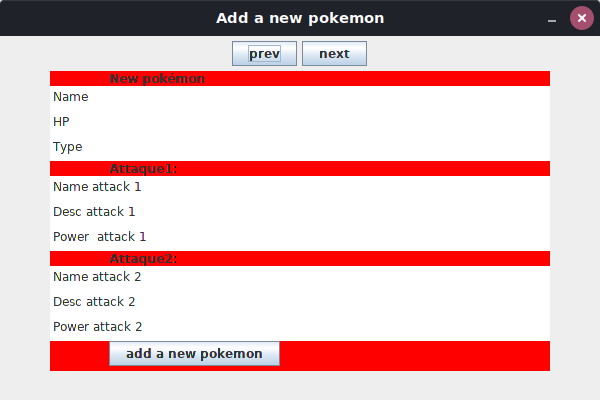 Add a new pokemon
prev next
New pokémon
Name
HP
Type
Attaque1:
Name attack 1
Desc attack 1
Power  attack 1
Attaque2:
Name attack 2
Desc attack 2
Power attack 2
add a new pokemon